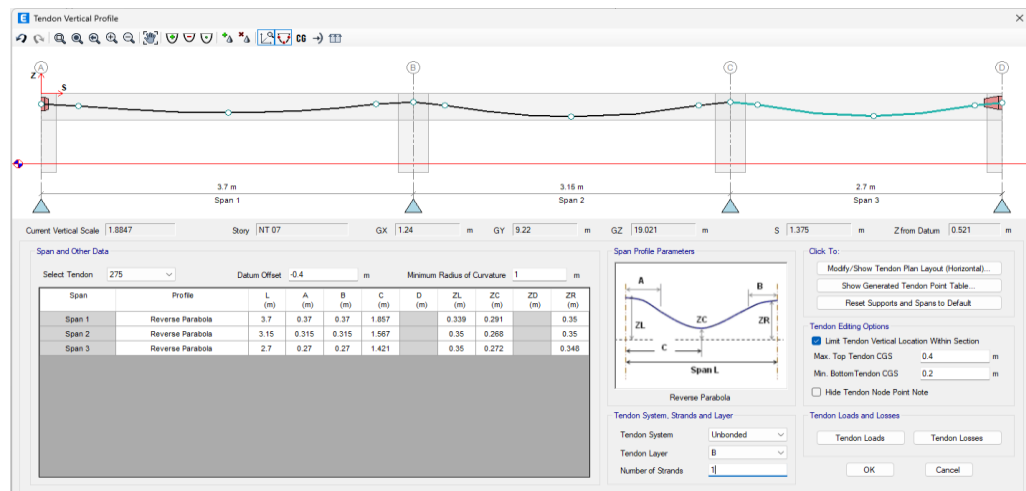 E Tendon Vertical Profile
CG
A B C D
Z
S
3.7 m 3.15 m 2.7 m
Span 1 Span 2 Span 3
Current Vertical Scale 1.8847 Story NT 07 GX 1.24 m GY 9.22 m GZ 19.021 m S 1.375 m Z from Datum 0.521 m
Span and Other Data
Select Tendon 275 Datum Offset -0.4 m Minimum Radius of Curvature 1 m
Span Profile L A B C D ZL ZC ZD ZR
(m) (m) (m) (m) (m) (m) (m) (m) (m)
Span 1 Reverse Parabola 3.7 0.37 0.37 1.857 0.339 0.291 0.35
Span 2 Reverse Parabola 3.15 0.315 0.315 1.567 0.35 0.268 0.35
Span 3 Reverse Parabola 2.7 0.27 0.27 1.421 0.35 0.272 0.348
Span Profile Parameters
A B
ZL ZC ZR
C
Span L
Reverse Parabola
Tendon System, Strands and Layer
Tendon System Unbonded
Tendon Layer B
Number of Strands 1
Click To:
Modify/Show Tendon Plan Layout (Horizontal)...
Show Generated Tendon Point Table...
Reset Supports and Spans to Default
Tendon Editing Options
Limit Tendon Vertical Location Within Section
Max. Top Tendon CGS 0.4 m
Min. BottomTendon CGS 0.2 m
Hide Tendon Node Point Note
Tendon Loads and Losses
Tendon Loads Tendon Losses
OK Cancel